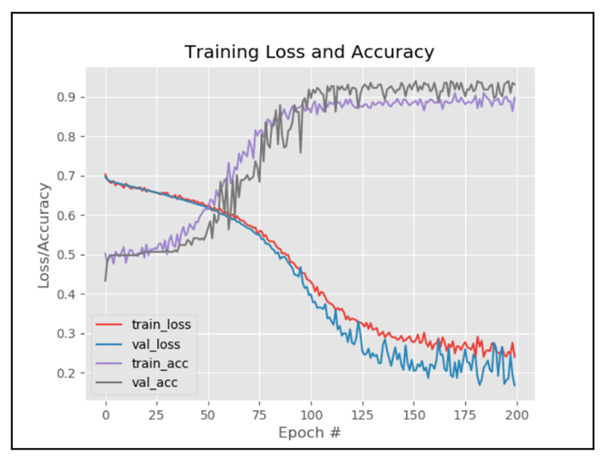 Training Loss and Accuracy
Loss/Accuracy
0.9
0.8
0.7
0.6
0.5
0.4
0.3
0.2
train_loss
val_loss
train_acc
val_acc
0 25 50 75 100 125 150 175 200
Epoch #